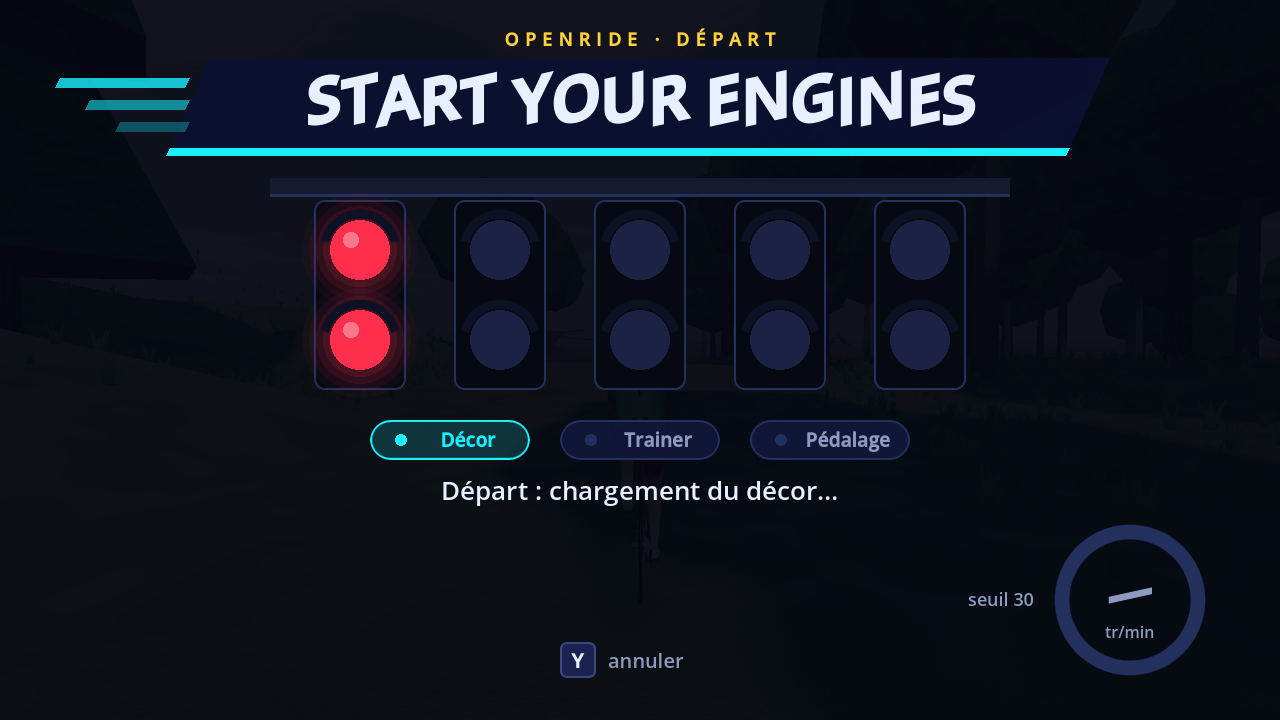 OPENRIDE · DÉPART
START YOUR ENGINES
Décor
Trainer
Pédalage
Départ : chargement du décor...
seuil 30
—
tr/min
Y annuler